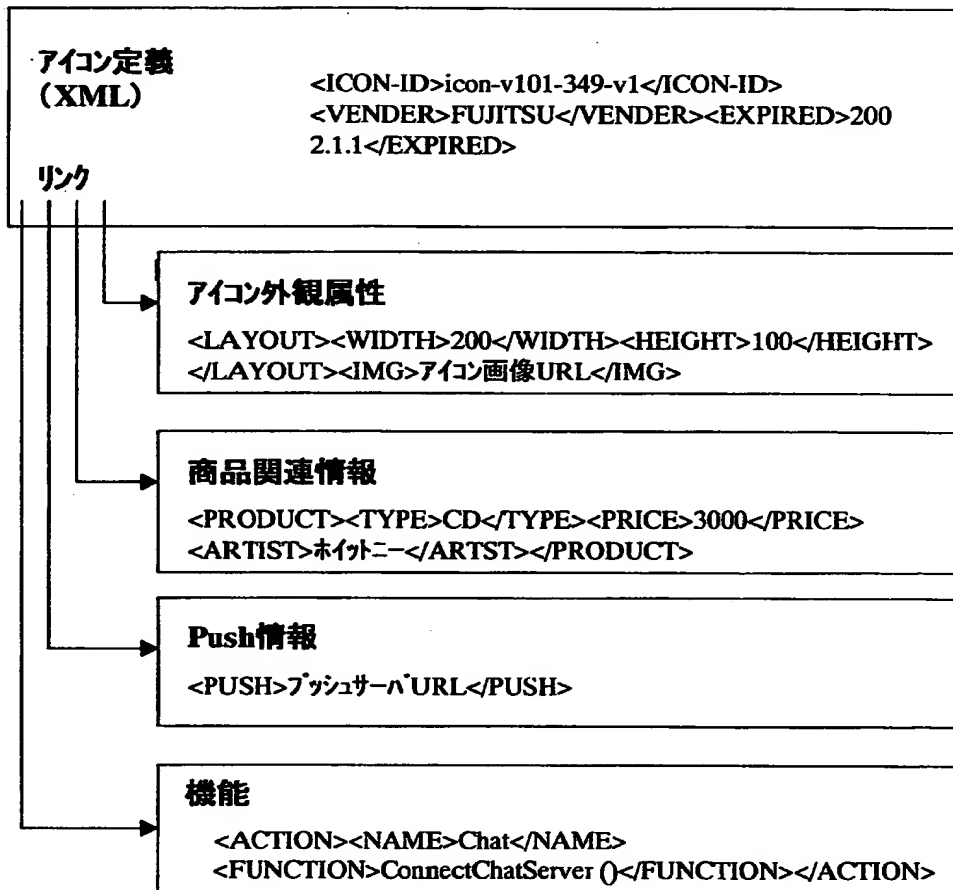 アイコン定義
（XML）
<ICON-ID>icon-v101-349-v1</ICON-ID>
<VENDER>FUJITSU</VENDER><EXPIRED>200
2.1.1</EXPIRED>
リンク
アイコン外観属性
<LAYOUT><WIDTH>200</WIDTH><HEIGHT>100</HEIGHT>
</LAYOUT><IMG>アイコン画像URL</IMG>
商品関連情報
<PRODUCT><TYPE>CD</TYPE><PRICE>3000</PRICE>
<ARTIST>ホイットニー</ARTST></PRODUCT>
Push情報
<PUSH>プッシュサーバURL</PUSH>
機能
<ACTION><NAME>Chat</NAME>
<FUNCTION>ConnectChatServer ()</FUNCTION></ACTION>